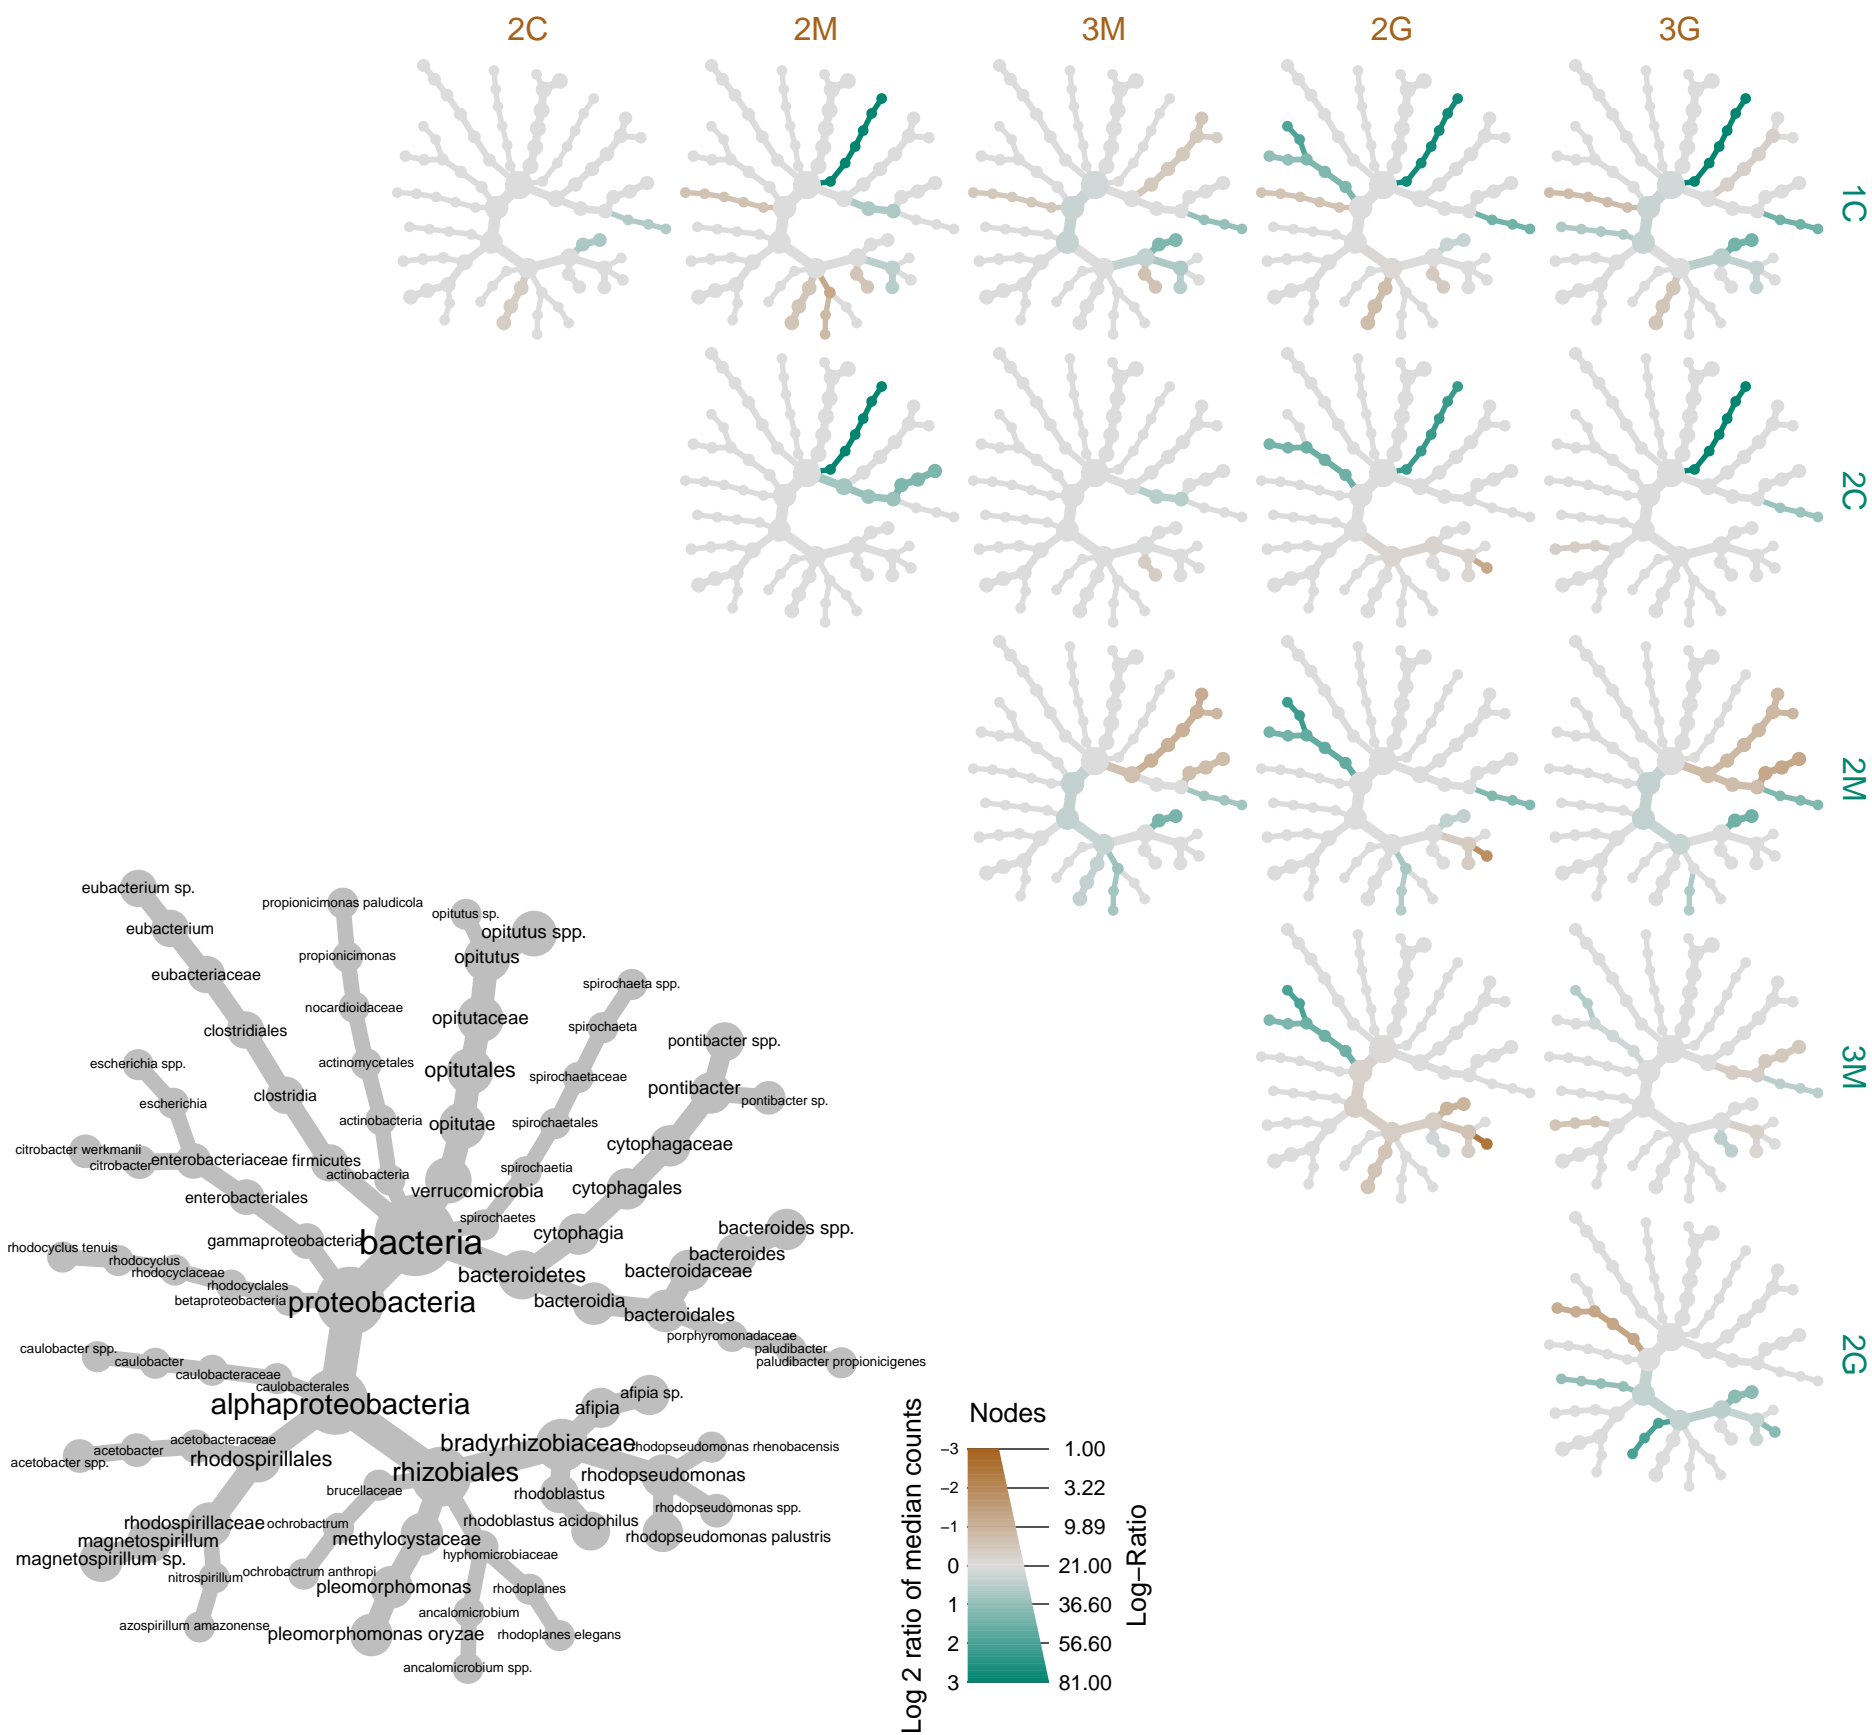 2C 2M 3M 2G 3G
1C
2C
2M
3M
2G
eubacterium sp.
eubacterium
eubacteriaceae
clostridiales
clostridia
firmicutes
propionicimonas paludicola
propionicimonas
nocardioidaceae
actinomycetales
actinobacteria
actinobacteria
opitutus sp.
opitutus spp.
opitutus
opitutaceae
opitutales
opitutae
verrucomicrobia
spirochaeta spp.
spirochaeta
spirochaetaceae
spirochaetales
spirochaetia
spirochaetes
pontibacter spp.
pontibacter
pontibacter sp.
cytophagaceae
cytophagales
cytophagia
escherichia spp.
escherichia
citrobacter werkmanii
citrobacter
enterobacteriaceae
enterobacteriales
gammaproteobacteria
bacteria
bacteroidetes
bacteroides spp.
bacteroides
bacteroidaceae
bacteroidia
bacteroidales
porphyromonadaceae
paludibacter
paludibacter propionicigenes
rhodocyclus tenuis
rhodocyclus
rhodocyclaceae
rhodocyclales
betaproteobacteria
proteobacteria
caulobacter spp.
caulobacter
caulobacteraceae
caulobacterales
alphaproteobacteria
acetobacteraceae
acetobacter
acetobacter spp.
rhodospirillales
rhodospirillaceae
magnetospirillum
magnetospirillum sp.
nitrospirillum
azospirillum amazonense
afipia sp.
afipia
bradyrhizobiaceae
rhizobiales
rhodopseudomonas rhenobacensis
rhodopseudomonas
rhodopseudomonas spp.
rhodopseudomonas palustris
rhodoblastus
rhodoblastus acidophilus
brucellaceae
ochrobactrum
ochrobactrum anthropi
methylocystaceae
pleomorphomonas
pleomorphomonas oryzae
hyphomicrobiaceae
rhodoplanes
rhodoplanes elegans
ancalomicrobium
ancalomicrobium spp.
Nodes
Log 2 ratio of median counts
Log−Ratio
−3 1.00
−2 3.22
−1 9.89
0 21.00
1 36.60
2 56.60
3 81.00